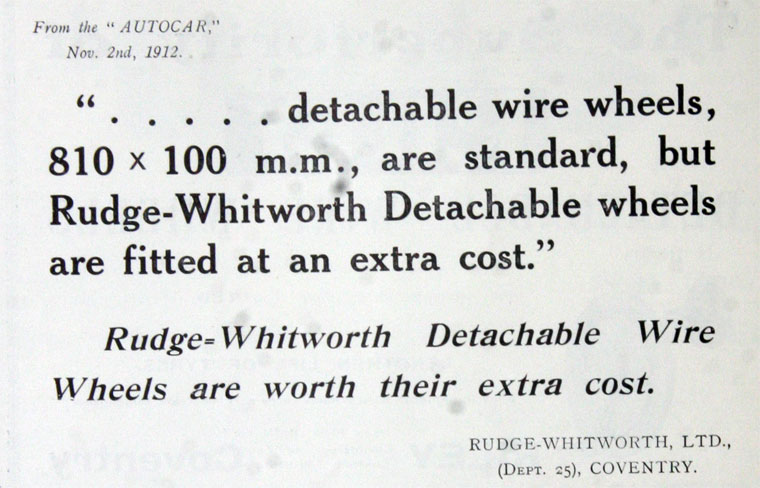 From the "AUTOCAR,"
Nov. 2nd, 1912.
". . . . . detachable wire wheels,
810 × 100 m.m., are standard, but
Rudge-Whitworth Detachable wheels
are fitted at an extra cost."
Rudge-Whitworth Detachable Wire
Wheels are worth their extra cost.
RUDGE-WHITWORTH, LTD.,
(DEPT. 25), COVENTRY.